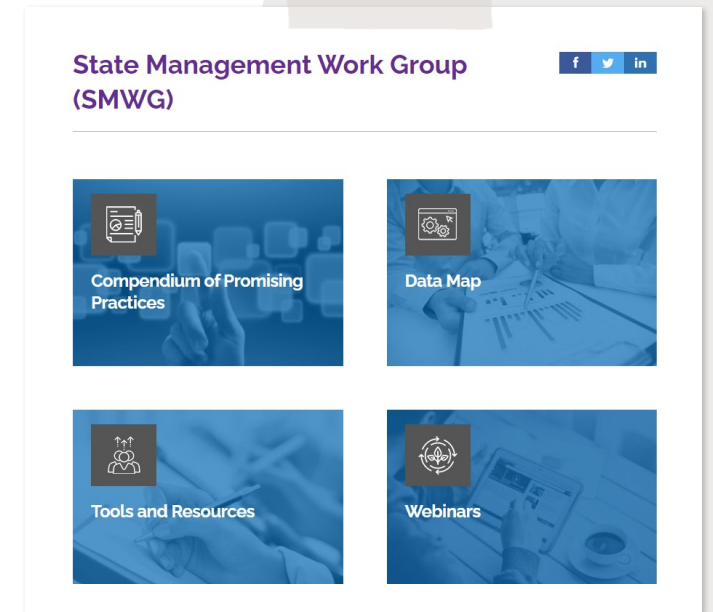 State Management Work Group
(SMWG)
f
in
Compendium of Promising
Practices
Data Map
Tools and Resources
Webinars